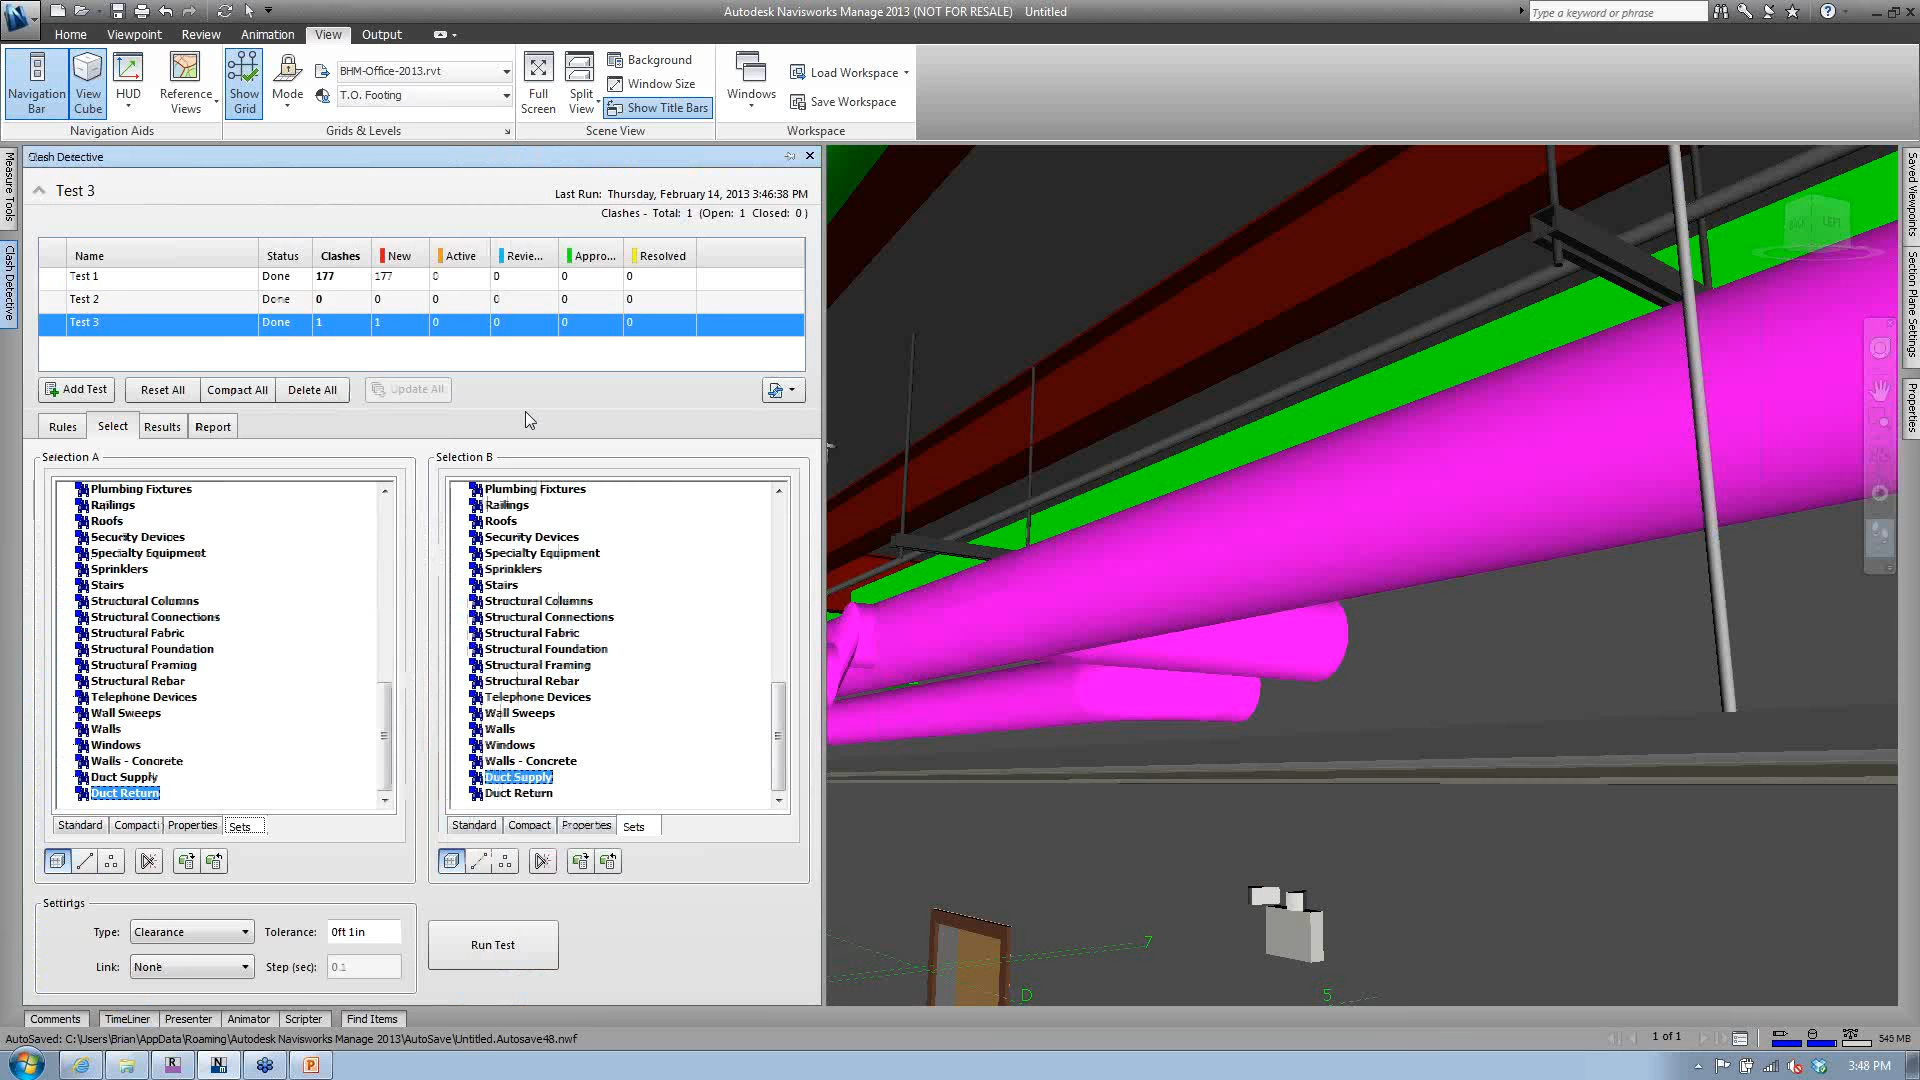 Autodesk Navisworks Manage 2013 (NOT FOR RESALE) Untitled
Type a keyword or phrase
Home Viewpoint Review Animation View Output
Navigation Bar
View Cube
HUD
Reference Views
Show Grid
Mode
BHM-Office-2013.rvt
T.O. Footing
Full Screen
Split View
Background
Window Size
Show Title Bars
Windows
Load Workspace
Save Workspace
Navigation Aids
Grids & Levels
Scene View
Workspace
Measure Tools
Clash Detective
Clash Detective
Test 3
Last Run: Thursday, February 14, 2013 3:46:38 PM
Clashes - Total: 1 (Open: 1 Closed: 0 )
Name Status Clashes New Active Revie... Appro... Resolved
Test 1 Done 177 177 0 0 0 0
Test 2 Done 0 0 0 0 0 0
Test 3 Done 1 1 0 0 0 0
Add Test Reset All Compact All Delete All Update All
Rules Select Results Report
Selection A
Plumbing Fixtures
Railings
Roofs
Security Devices
Specialty Equipment
Sprinklers
Stairs
Structural Columns
Structural Connections
Structural Fabric
Structural Foundation
Structural Framing
Structural Rebar
Telephone Devices
Wall Sweeps
Walls
Windows
Walls - Concrete
Duct Supply
Duct Return
Standard Compact Properties Sets
Selection B
Plumbing Fixtures
Railings
Roofs
Security Devices
Specialty Equipment
Sprinklers
Stairs
Structural Columns
Structural Connections
Structural Fabric
Structural Foundation
Structural Framing
Structural Rebar
Telephone Devices
Wall Sweeps
Walls
Windows
Walls - Concrete
Duct Supply
Duct Return
Standard Compact Properties Sets
Settings
Type: Clearance Tolerance: 0ft 1in
Link: None Step (sec): 0.1
Run Test
BACK LEFT
7
D
5
Saved Viewpoints
Section Plane Settings
Properties
Comments TimeLiner Presenter Animator Scripter Find Items
AutoSaved: C:\Users\Brian\AppData\Roaming\Autodesk Navisworks Manage 2013\AutoSave\Untitled.Autosave48.nwf
1 of 1
545 MB
3:48 PM